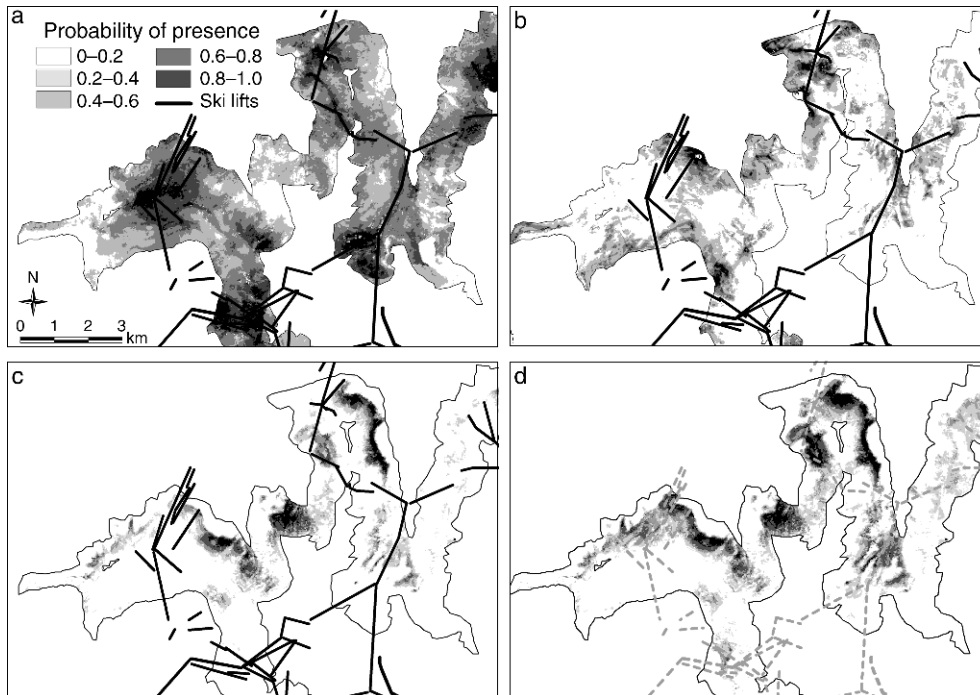 a
Probability of presence
0–0.2
0.6–0.8
0.2–0.4
0.8–1.0
0.4–0.6
Ski lifts
N
0 1 2 3
km
b
c
d